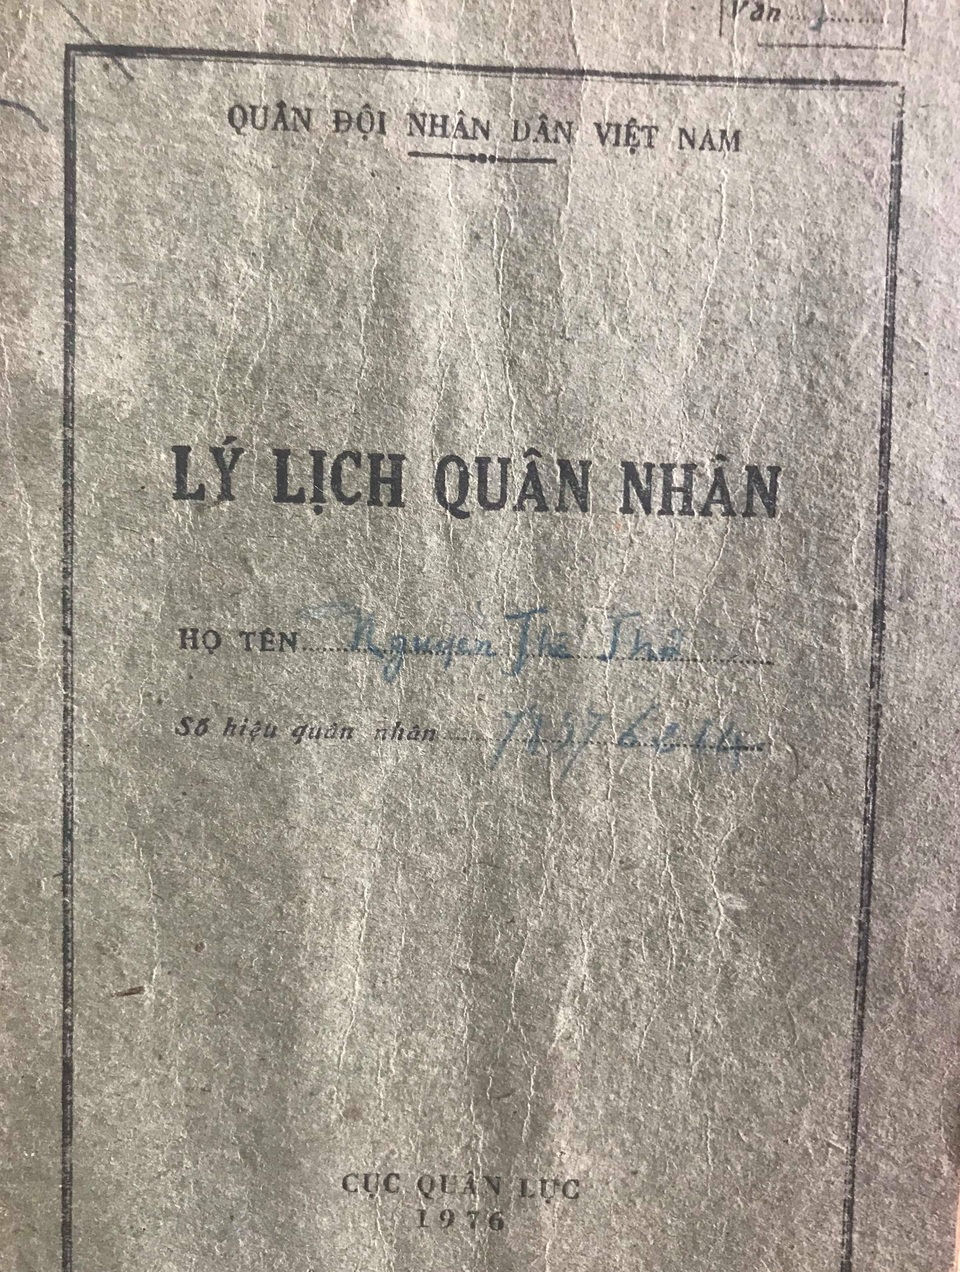 Vần
QUÂN ĐỘI NHÂN DÂN VIỆT NAM
LÝ LỊCH QUÂN NHÂN
HỌ TÊN Nguyễn Thế
Số hiệu quân nhân
CỤC QUÂN LỰC
1976